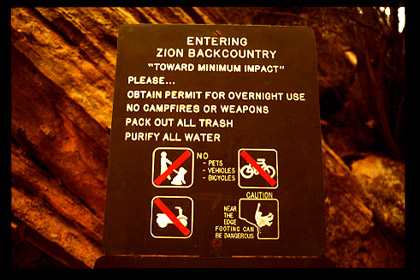 ENTERING
ZION BACKCOUNTRY
"TOWARD MINIMUM IMPACT"
PLEASE...
OBTAIN PERMIT FOR OVERNIGHT USE
NO CAMPFIRES OR WEAPONS
PACK OUT ALL TRASH
PURIFY ALL WATER
NO
- PETS
- VEHICLES
- BICYCLES
CAUTION
NEAR
THE
EDGE
FOOTING CAN
BE DANGEROUS